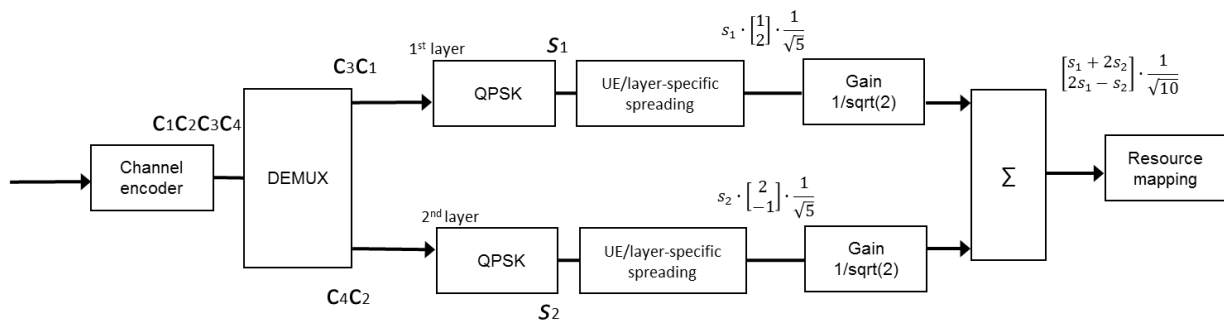 C₁C₂C₃C₄
Channel
encoder
DEMUX
C₃C₁
1ˢᵗ layer
QPSK
S₁
UE/layer-specific
spreading
s₁ · [1 2] · 1/√5
Gain
1/sqrt(2)
C₄C₂
2ⁿᵈ layer
QPSK
S₂
UE/layer-specific
spreading
s₂ · [2 −1] · 1/√5
Gain
1/sqrt(2)
Σ
[s₁ + 2s₂
2s₁ − s₂] · 1/√10
Resource
mapping